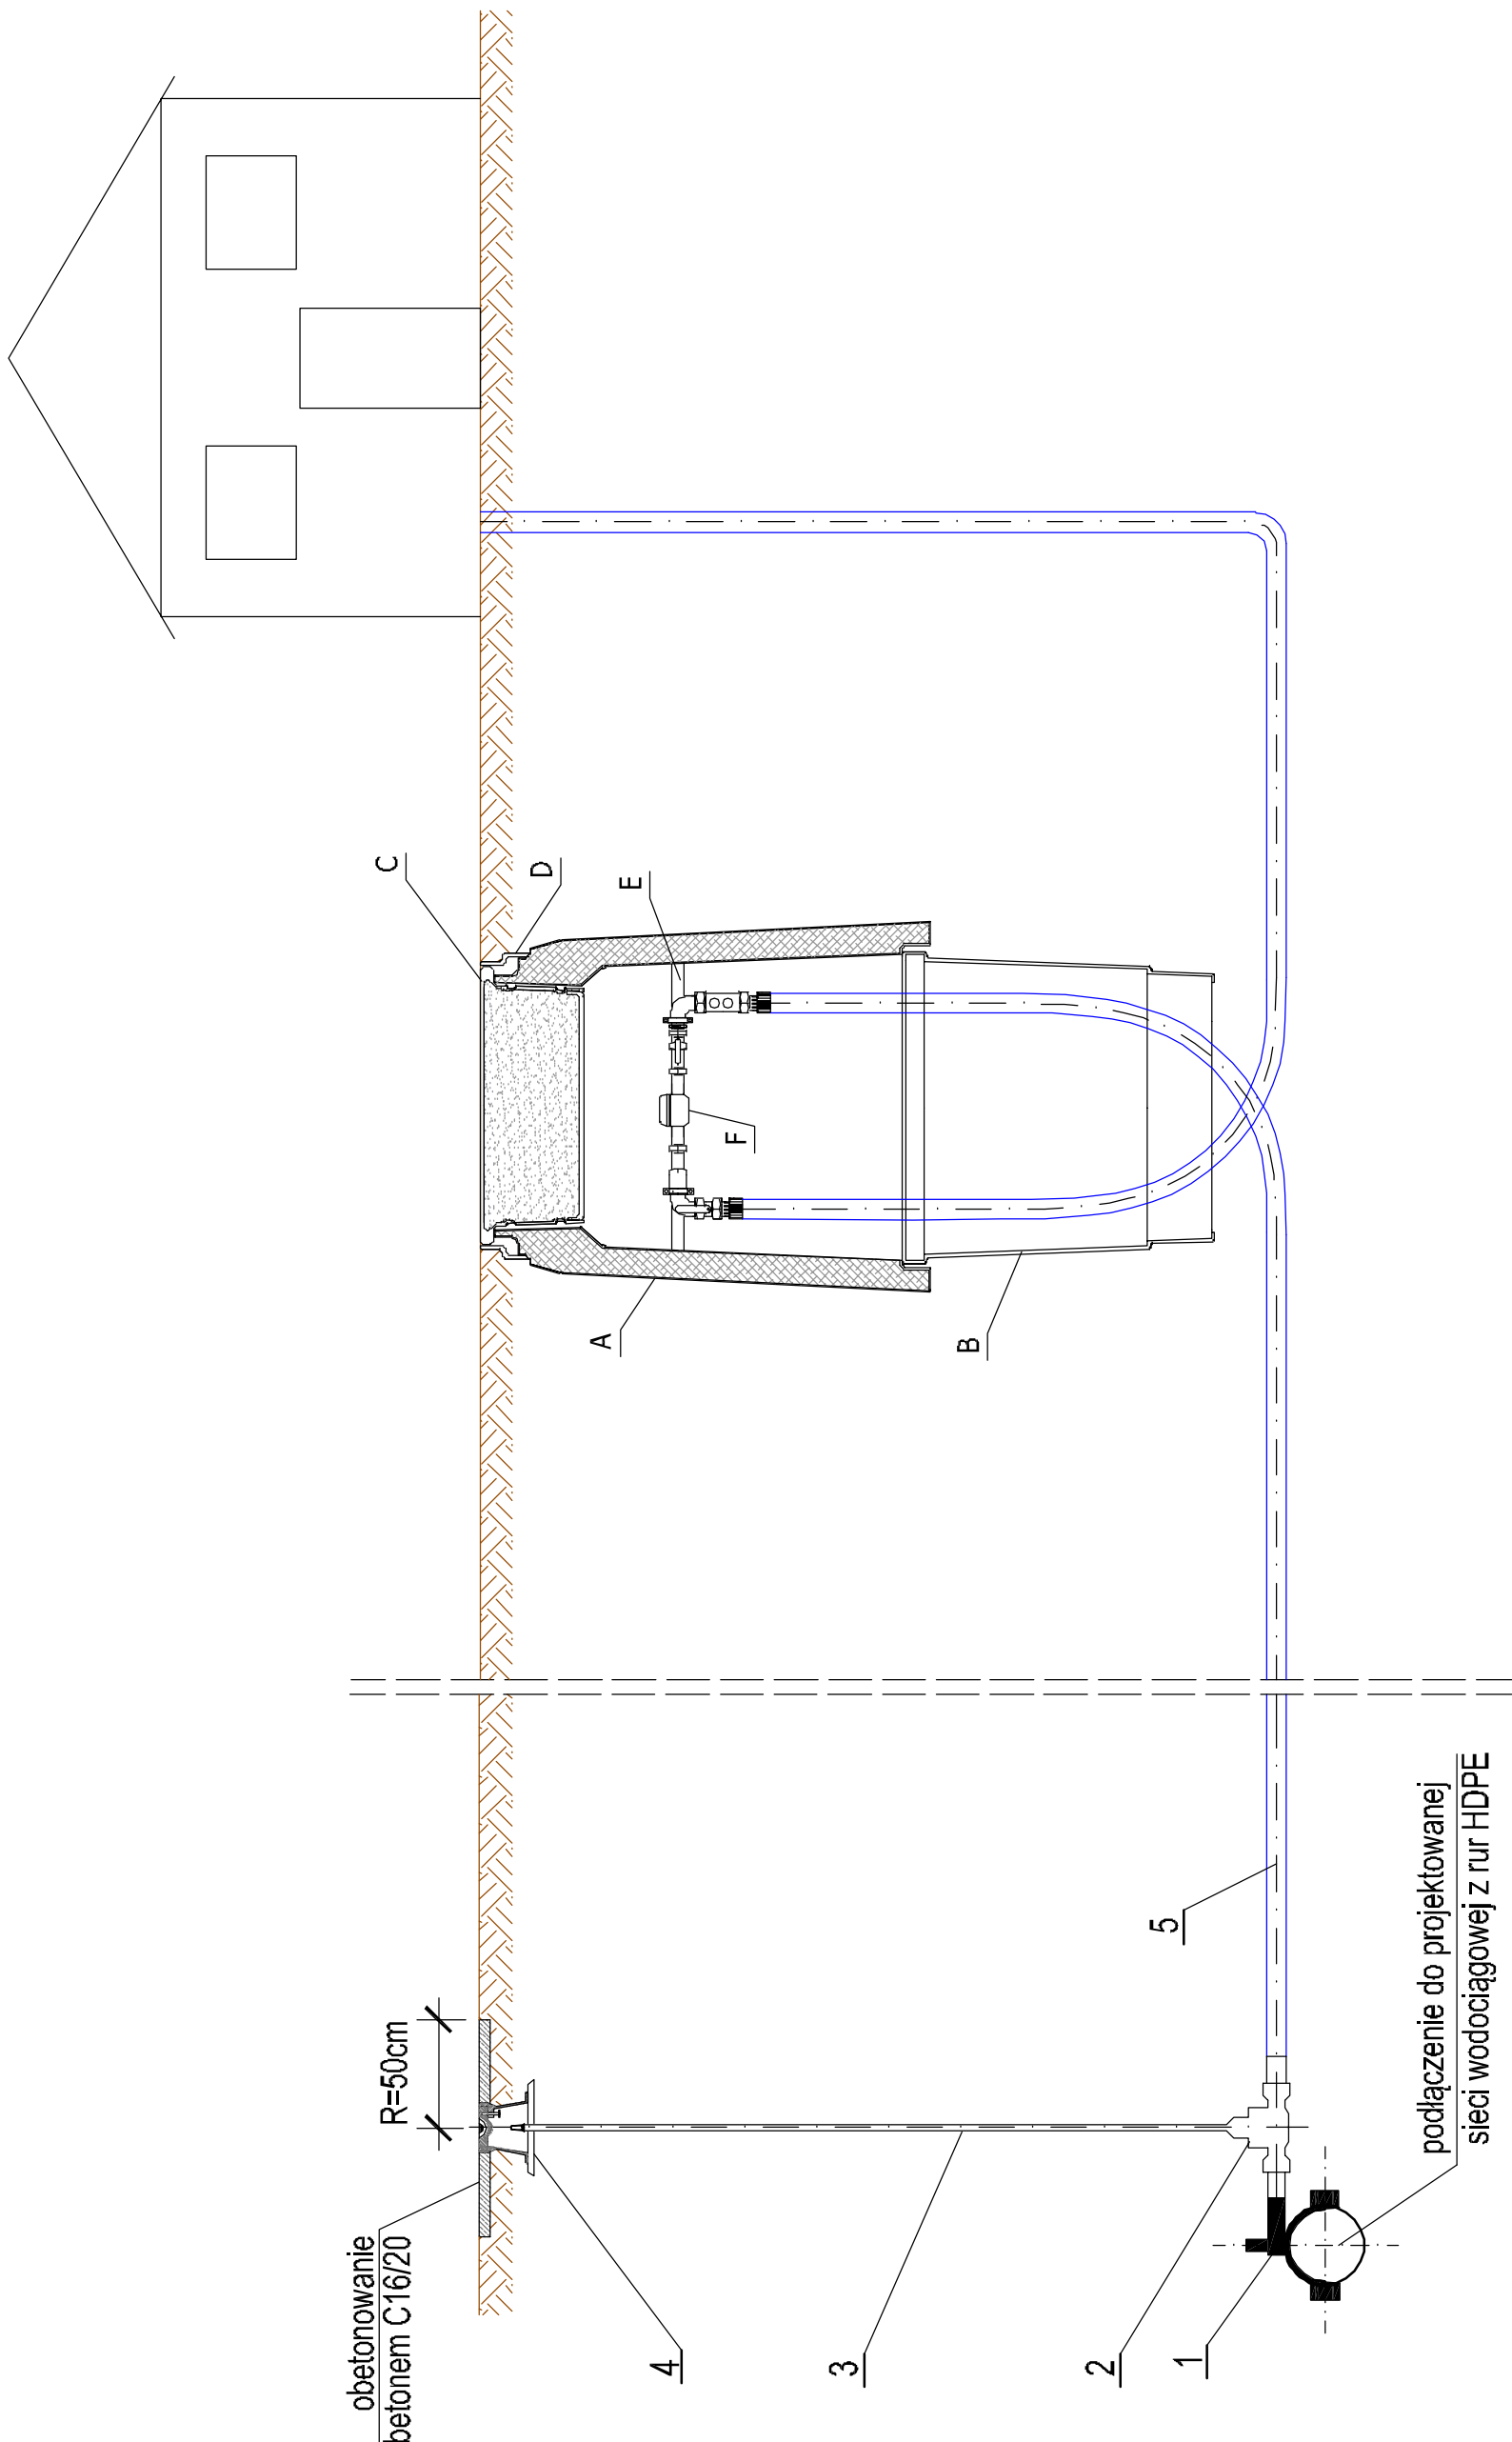 obetonowanie
betonem C16/20
R=50cm
4
3
2
1
5
podłączenie do projektowanej
sieci wodociągowej z rur HDPE
A
B
C
D
E
F